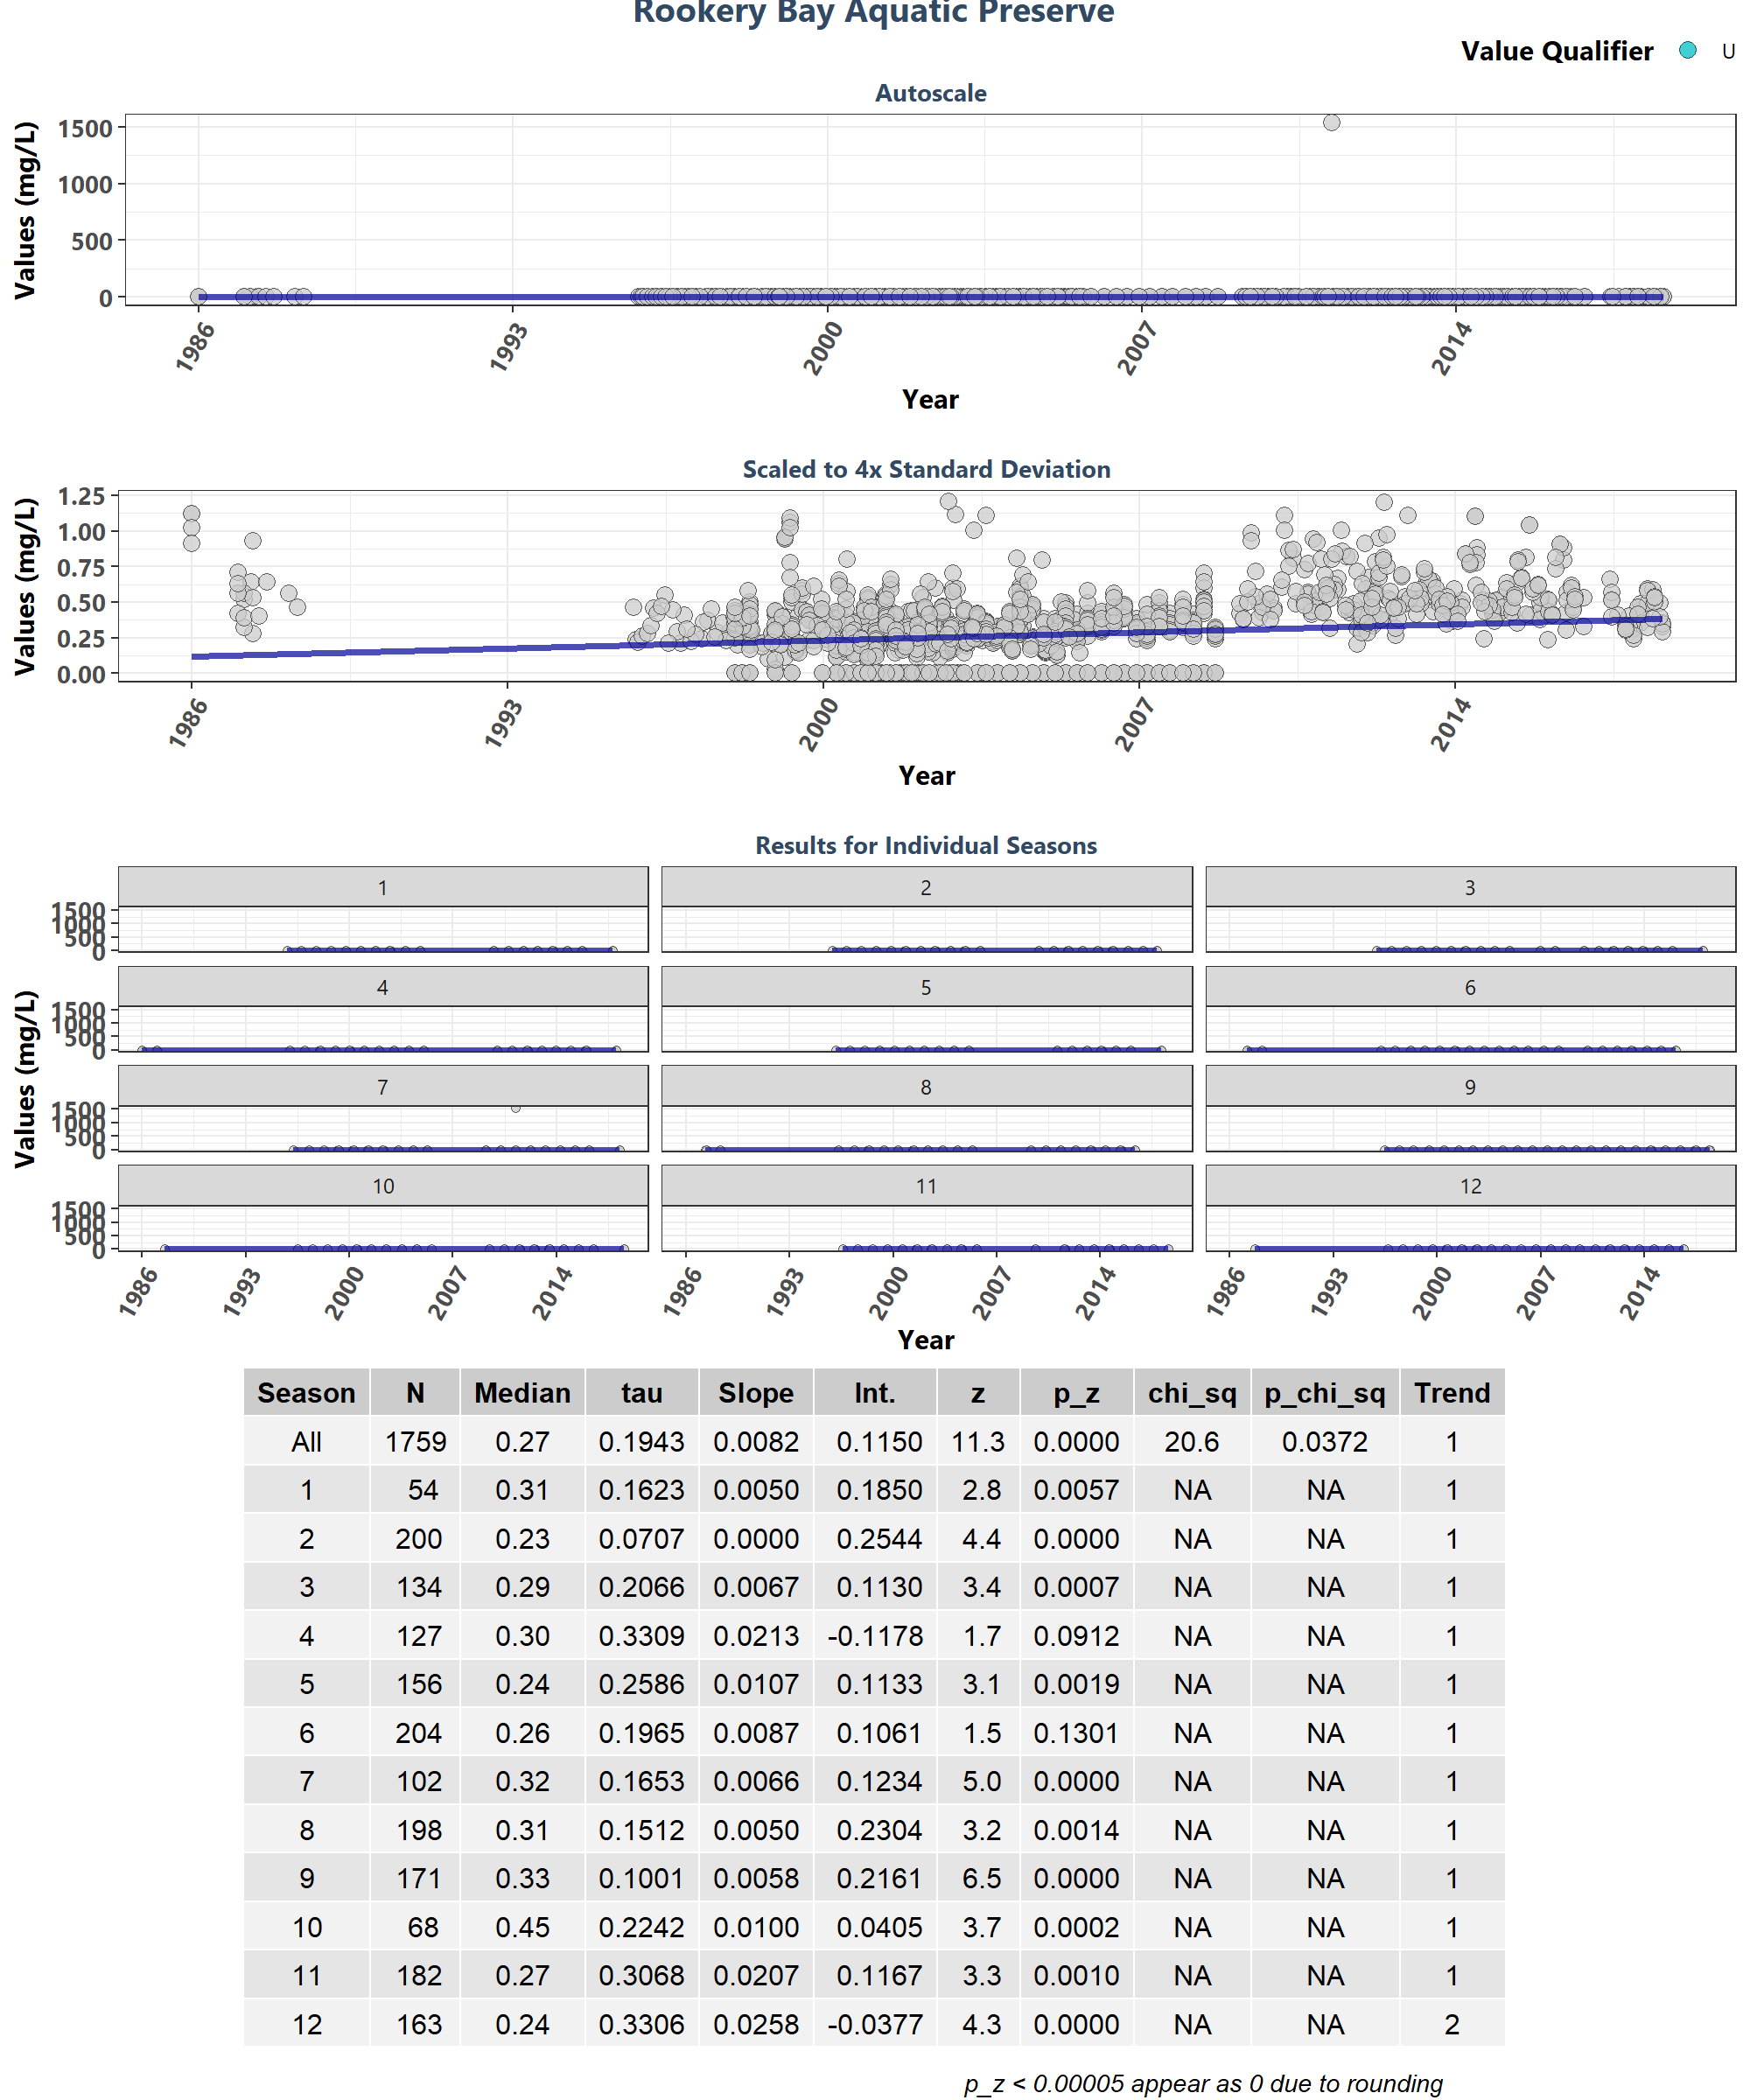 Rookery Bay Aquatic Preserve
Value Qualifier U
Autoscale
Values (mg/L)
1500
1000
500
0
1986 1993 2000 2007 2014
Year
Scaled to 4x Standard Deviation
Values (mg/L)
1.25
1.00
0.75
0.50
0.25
0.00
1986 1993 2000 2007 2014
Year
Results for Individual Seasons
Values (mg/L)
1 2 3
1500
1000
500
0
4 5 6
1500
1000
500
0
7 8 9
1500
1000
500
0
10 11 12
1500
1000
500
0
1986 1993 2000 2007 2014 1986 1993 2000 2007 2014 1986 1993 2000 2007 2014
Year
Season N Median tau Slope Int. z p_z chi_sq p_chi_sq Trend
All 1759 0.27 0.1943 0.0082 0.1150 11.3 0.0000 20.6 0.0372 1
1 54 0.31 0.1623 0.0050 0.1850 2.8 0.0057 NA NA 1
2 200 0.23 0.0707 0.0000 0.2544 4.4 0.0000 NA NA 1
3 134 0.29 0.2066 0.0067 0.1130 3.4 0.0007 NA NA 1
4 127 0.30 0.3309 0.0213 -0.1178 1.7 0.0912 NA NA 1
5 156 0.24 0.2586 0.0107 0.1133 3.1 0.0019 NA NA 1
6 204 0.26 0.1965 0.0087 0.1061 1.5 0.1301 NA NA 1
7 102 0.32 0.1653 0.0066 0.1234 5.0 0.0000 NA NA 1
8 198 0.31 0.1512 0.0050 0.2304 3.2 0.0014 NA NA 1
9 171 0.33 0.1001 0.0058 0.2161 6.5 0.0000 NA NA 1
10 68 0.45 0.2242 0.0100 0.0405 3.7 0.0002 NA NA 1
11 182 0.27 0.3068 0.0207 0.1167 3.3 0.0010 NA NA 1
12 163 0.24 0.3306 0.0258 -0.0377 4.3 0.0000 NA NA 2
p_z < 0.00005 appear as 0 due to rounding